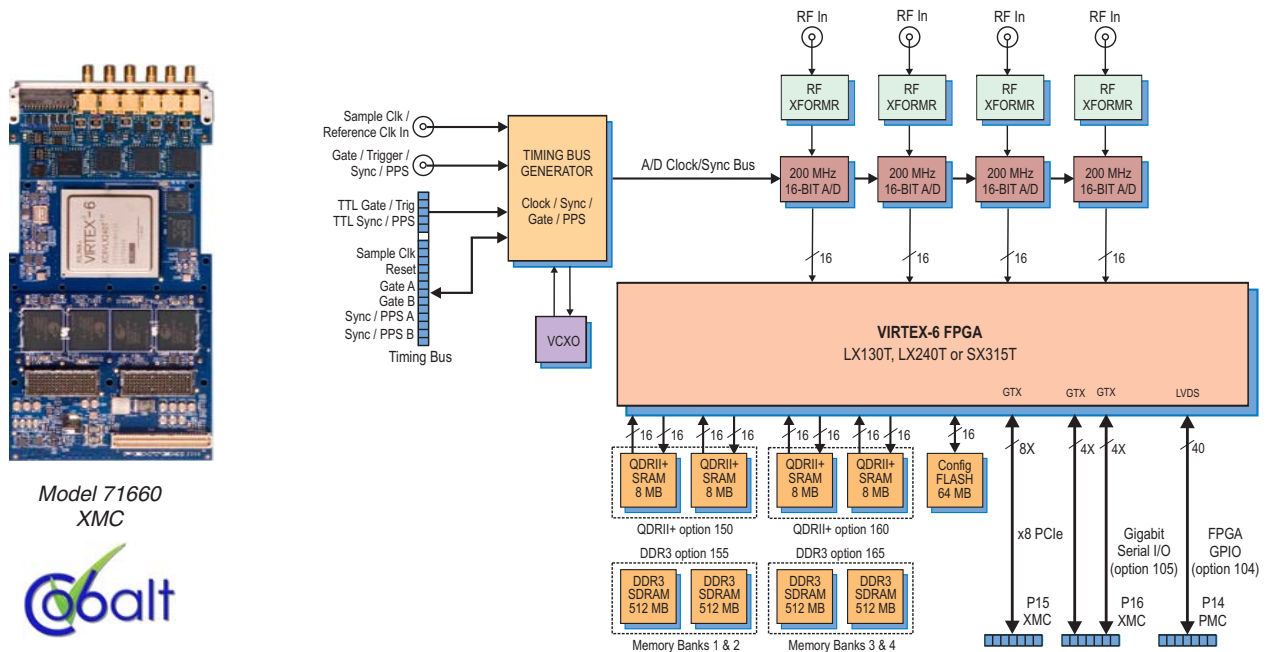 RF In
RF In
RF In
RF In
RF
XFORMR
RF
XFORMR
RF
XFORMR
RF
XFORMR
Sample Clk /
Reference Clk In
Gate / Trigger /
Sync / PPS
TTL Gate / Trig
TTL Sync / PPS
Sample Clk
Reset
Gate A
Gate B
Sync / PPS A
Sync / PPS B
Timing Bus
TIMING BUS
GENERATOR
Clock / Sync /
Gate / PPS
VCXO
A/D Clock/Sync Bus
200 MHz
16-BIT A/D
200 MHz
16-BIT A/D
200 MHz
16-BIT A/D
200 MHz
16-BIT A/D
16
16
16
16
VIRTEX-6 FPGA
LX130T, LX240T or SX315T
GTX
GTX
GTX
LVDS
16
16
16
16
16
16
16
16
16
8X
4X
4X
40
QDRII+
SRAM
8 MB
QDRII+
SRAM
8 MB
QDRII+
SRAM
8 MB
QDRII+
SRAM
8 MB
Config
FLASH
64 MB
QDRII+ option 150
QDRII+ option 160
DDR3 option 155
DDR3 option 165
DDR3
SDRAM
512 MB
DDR3
SDRAM
512 MB
DDR3
SDRAM
512 MB
DDR3
SDRAM
512 MB
Memory Banks 1 & 2
Memory Banks 3 & 4
x8 PCIe
Gigabit
Serial I/O
(option 105)
FPGA
GPIO
(option 104)
P15
XMC
P16
XMC
P14
PMC
VIRTEX-6
Model 71660
XMC
Cobalt